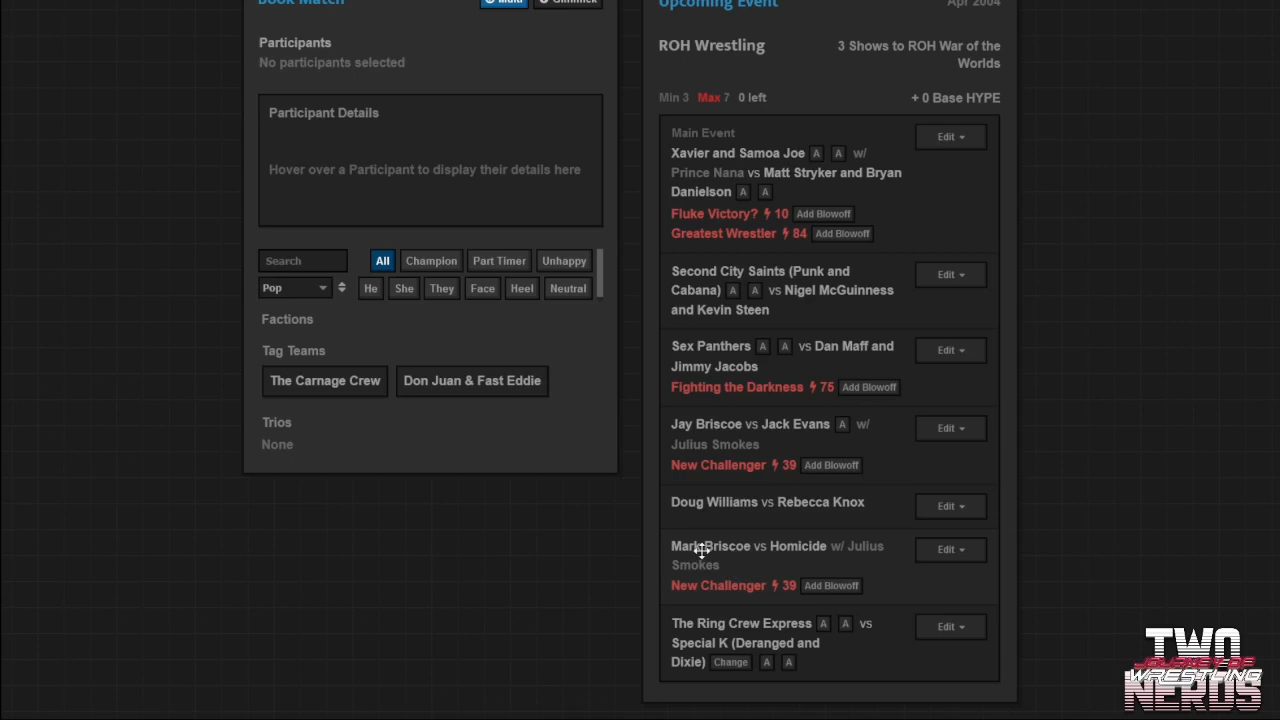 Book Match
Multi
Gimmick
Participants
No participants selected
Participant Details
Hover over a Participant to display their details here
Search
All
Champion
Part Timer
Unhappy
Pop
He
She
They
Face
Heel
Neutral
Factions
Tag Teams
The Carnage Crew
Don Juan & Fast Eddie
Trios
None
Upcoming Event
Apr 2004
ROH Wrestling
3 Shows to ROH War of the
Worlds
Min 3 Max 7 0 left
+ 0 Base HYPE
Main Event
Edit
Xavier and Samoa Joe A A w/
Prince Nana vs Matt Stryker and Bryan
Danielson A A
Fluke Victory? 10 Add Blowoff
Greatest Wrestler 84 Add Blowoff
Second City Saints (Punk and
Edit
Cabana) A A vs Nigel McGuinness
and Kevin Steen
Sex Panthers A A vs Dan Maff and
Edit
Jimmy Jacobs
Fighting the Darkness 75 Add Blowoff
Jay Briscoe vs Jack Evans A w/
Edit
Julius Smokes
New Challenger 39 Add Blowoff
Doug Williams vs Rebecca Knox
Edit
Mark Briscoe vs Homicide w/ Julius
Edit
Smokes
New Challenger 39 Add Blowoff
The Ring Crew Express A A vs
Edit
Special K (Deranged and
Dixie) Change A A
TWO
JOURNEY OF
WRESTLING
NERDS